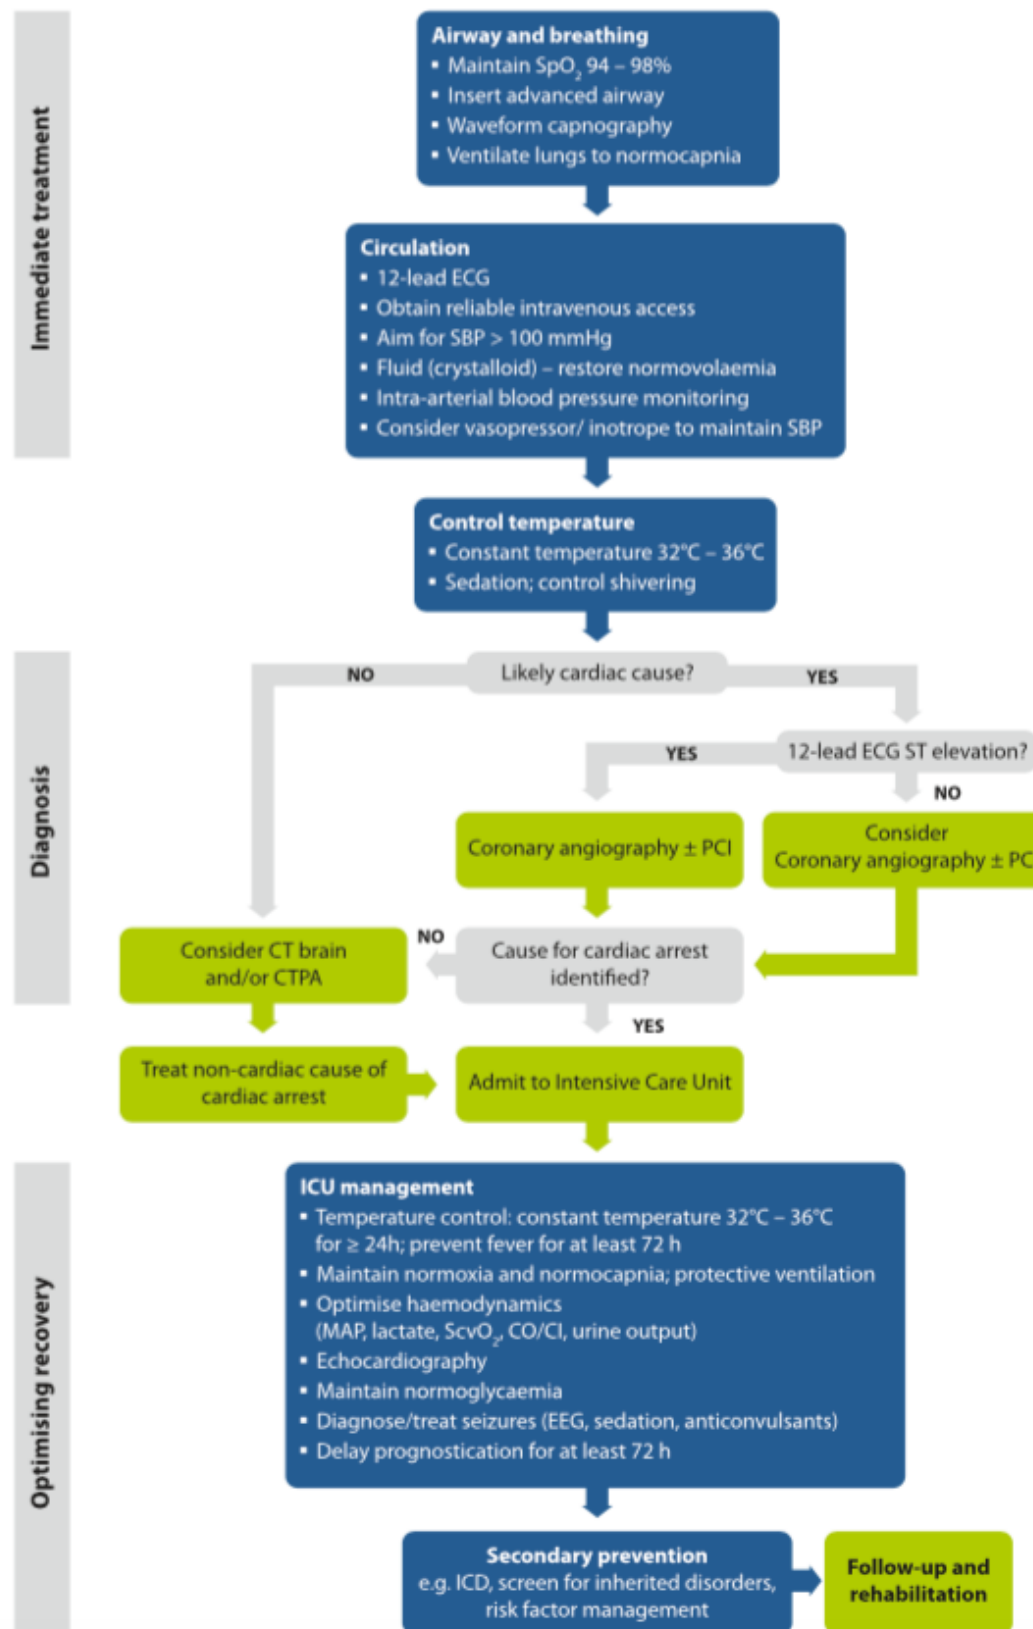 Immediate treatment
Airway and breathing
▪ Maintain SpO₂ 94 – 98%
▪ Insert advanced airway
▪ Waveform capnography
▪ Ventilate lungs to normocapnia
Circulation
▪ 12-lead ECG
▪ Obtain reliable intravenous access
▪ Aim for SBP > 100 mmHg
▪ Fluid (crystalloid) – restore normovolaemia
▪ Intra-arterial blood pressure monitoring
▪ Consider vasopressor/ inotrope to maintain SBP
Control temperature
▪ Constant temperature 32°C – 36°C
▪ Sedation; control shivering
Diagnosis
NO
Likely cardiac cause?
YES
YES
12-lead ECG ST elevation?
NO
Coronary angiography ± PCI
Consider
Coronary angiography ± PC
Consider CT brain
and/or CTPA
NO
Cause for cardiac arrest
identified?
YES
Treat non-cardiac cause of
cardiac arrest
Admit to Intensive Care Unit
Optimising recovery
ICU management
▪ Temperature control: constant temperature 32°C – 36°C
for ≥ 24h; prevent fever for at least 72 h
▪ Maintain normoxia and normocapnia; protective ventilation
▪ Optimise haemodynamics
(MAP, lactate, ScvO₂, CO/CI, urine output)
▪ Echocardiography
▪ Maintain normoglycaemia
▪ Diagnose/treat seizures (EEG, sedation, anticonvulsants)
▪ Delay prognostication for at least 72 h
Secondary prevention
e.g. ICD, screen for inherited disorders,
risk factor management
Follow-up and
rehabilitation